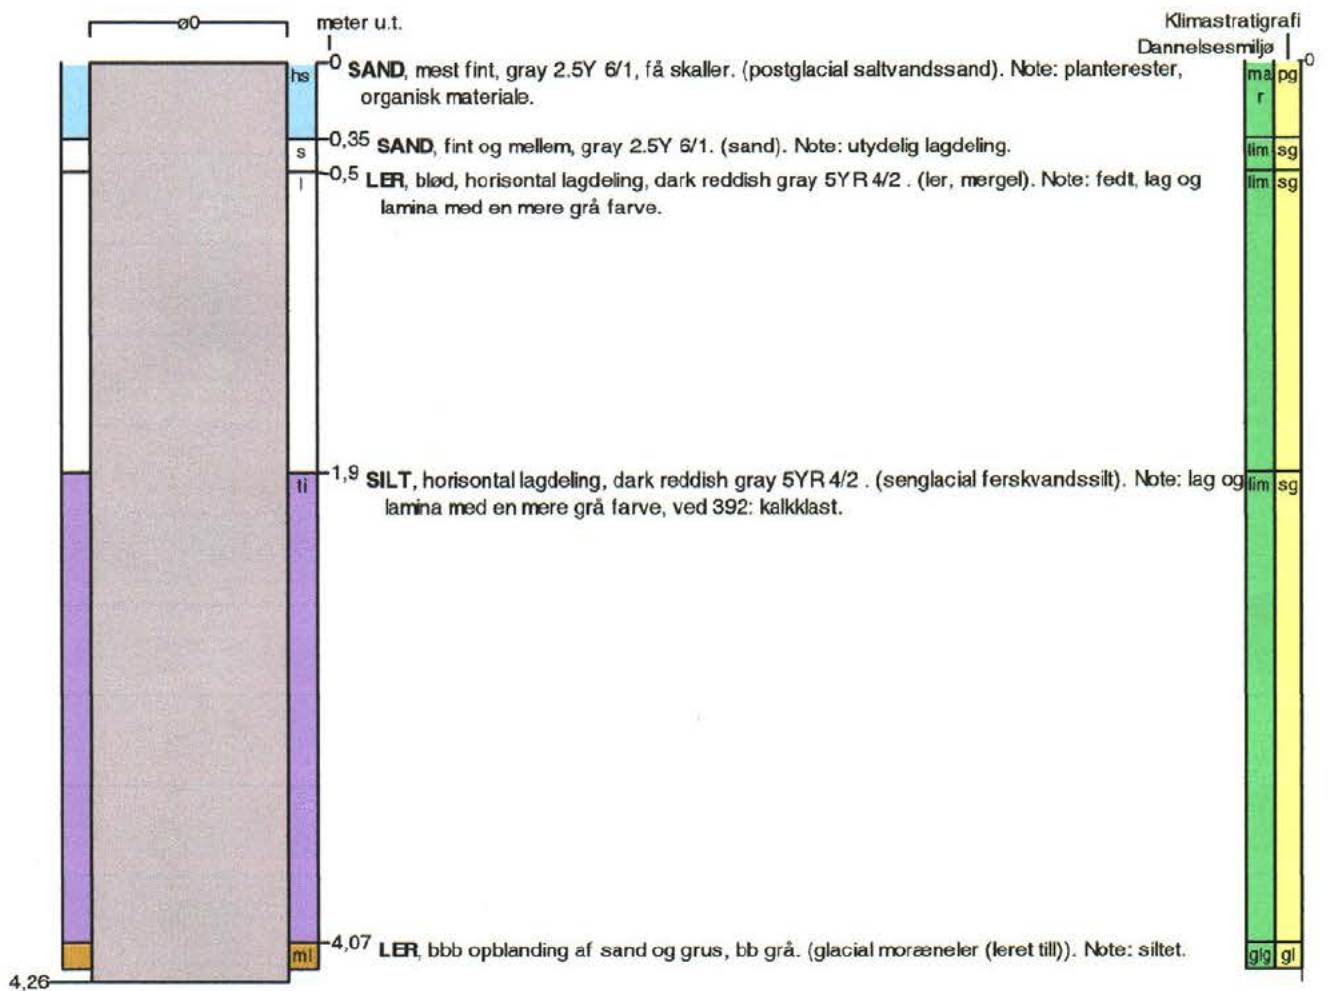 ø0 meter u.t. Klimastratigrafi
Dannelsesmiljø
0 hs SAND, mest fint, gray 2.5Y 6/1, få skaller. (postglacial saltvandssand). Note: planterester, ma pg 0
organisk materiale. r
0,35 s SAND, fint og mellem, gray 2.5Y 6/1. (sand). Note: utydelig lagdeling. lim sg
0,5 l LER, blød, horisontal lagdeling, dark reddish gray 5YR 4/2 . (ler, mergel). Note: fedt, lag og lim sg
lamina med en mere grå farve.
1,9 ti SILT, horisontal lagdeling, dark reddish gray 5YR 4/2 . (senglacial ferskvandssilt). Note: lag og lim sg
lamina med en mere grå farve, ved 392: kalkklast.
4,07 ml LER, bbb opblanding af sand og grus, bb grå. (glacial moræneler (leret till)). Note: siltet. glg gl
4,26